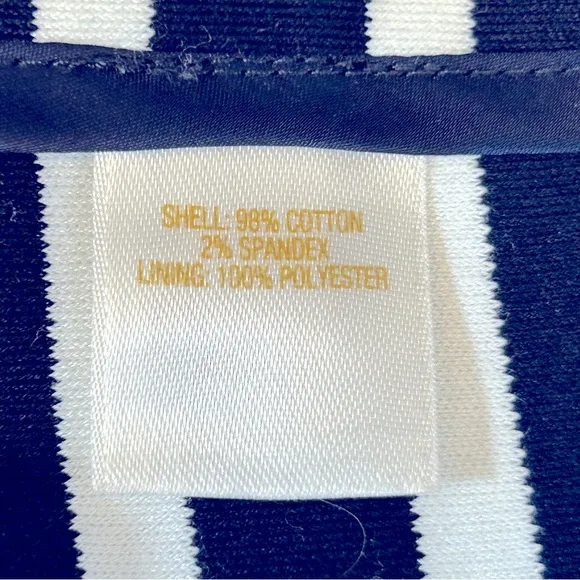 SHELL: 98% COTTON
2% SPANDEX
LINING: 100% POLYESTER